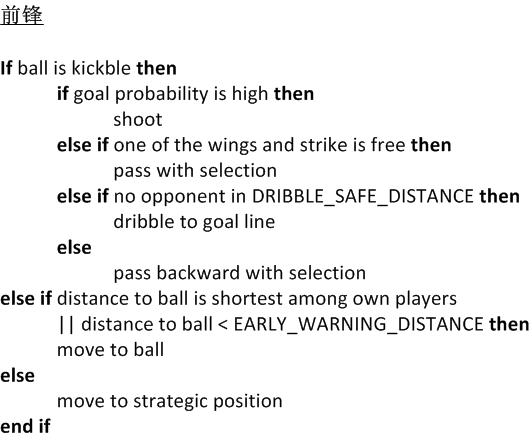 前锋
If ball is kickble then
if goal probability is high then
shoot
else if one of the wings and strike is free then
pass with selection
else if no opponent in DRIBBLE_SAFE_DISTANCE then
dribble to goal line
else
pass backward with selection
else if distance to ball is shortest among own players
|| distance to ball < EARLY_WARNING_DISTANCE then
move to ball
else
move to strategic position
end if